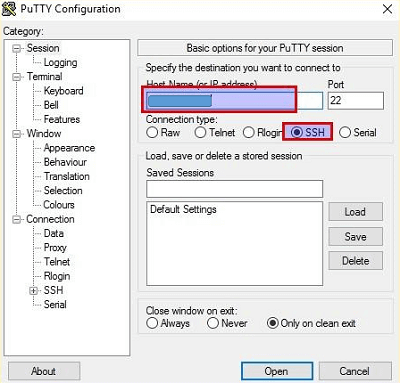 PuTTY Configuration
Category:
Session
Logging
Terminal
Keyboard
Bell
Features
Window
Appearance
Behaviour
Translation
Selection
Colours
Connection
Data
Proxy
Telnet
Rlogin
SSH
Serial
Basic options for your PuTTY session
Specify the destination you want to connect to
Host Name (or IP address) Port
22
Connection type:
Raw Telnet Rlogin SSH Serial
Load, save or delete a stored session
Saved Sessions
Default Settings
Load
Save
Delete
Close window on exit:
Always Never Only on clean exit
About Open Cancel